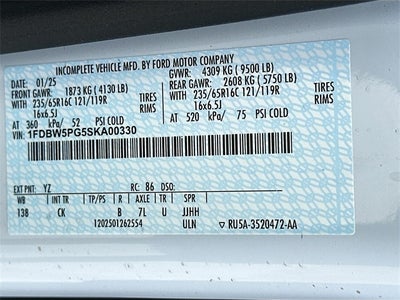 INCOMPLETE VEHICLE MFD. BY FORD MOTOR COMPANY
DATE: 01/25 GVWR: 4309 KG ( 9500 LB)
FRONT GAWR: 1873 KG ( 4130 LB) REAR GAWR: 2608 KG ( 5750 LB)
WITH 235/65R16C 121/119R TIRES WITH 235/65R16C 121/119R TIRES
16x6.5J RIMS 16x6.5J RIMS
AT 360 kPa/ 52 PSI COLD AT 520 kPa/ 75 PSI COLD
VIN: 1FDBW5PG5SKA00330
EXT PNT: YZ RC: 86 DSO:
WB INT TR TP/PS R AXLE TR SPR
138 CK B 7L U JJHH
1202501262554 ULN RU5A-3520472-AA